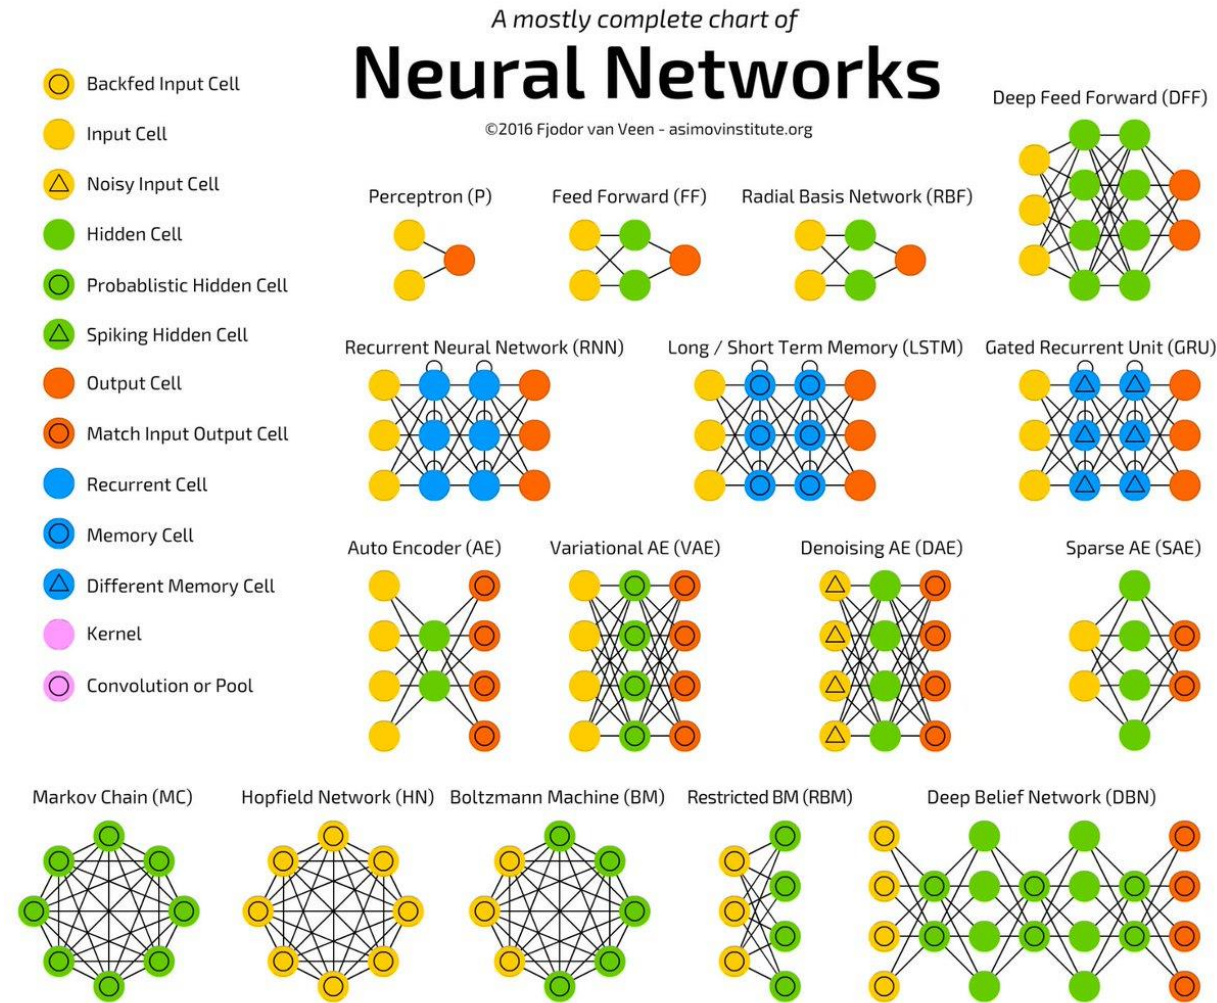 A mostly complete chart of
Neural Networks
©2016 Fjodor van Veen - asimovinstitute.org
Backfed Input Cell
Input Cell
Noisy Input Cell
Hidden Cell
Probablistic Hidden Cell
Spiking Hidden Cell
Output Cell
Match Input Output Cell
Recurrent Cell
Memory Cell
Different Memory Cell
Kernel
Convolution or Pool
Deep Feed Forward (DFF)
Perceptron (P)
Feed Forward (FF)
Radial Basis Network (RBF)
Recurrent Neural Network (RNN)
Long / Short Term Memory (LSTM)
Gated Recurrent Unit (GRU)
Auto Encoder (AE)
Variational AE (VAE)
Denoising AE (DAE)
Sparse AE (SAE)
Markov Chain (MC)
Hopfield Network (HN)
Boltzmann Machine (BM)
Restricted BM (RBM)
Deep Belief Network (DBN)